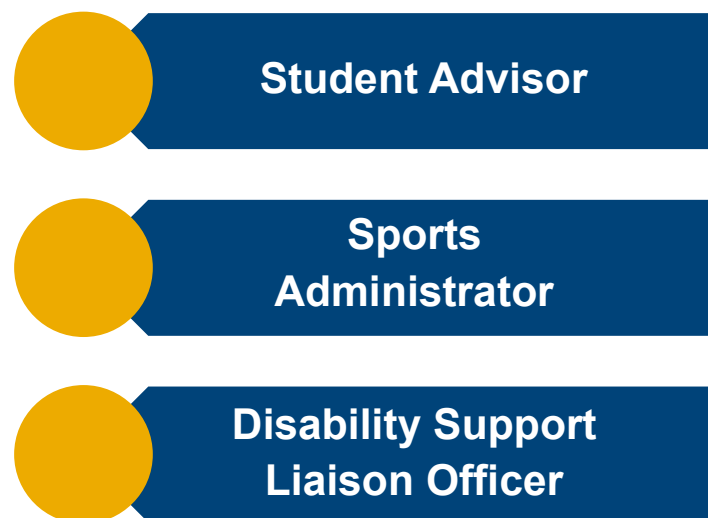 Student Advisor
Sports
Administrator
Disability Support
Liaison Officer